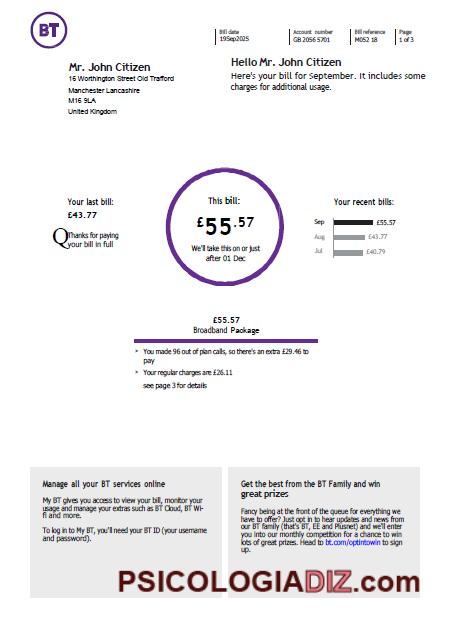 BT
Bill date
19Sep2025
Account number
GB 2056 5701
Bill reference
M052 18
Page
1 of 3
Mr. John Citizen
16 Worthington Street Old Trafford
Manchester Lancashire
M16 9LA
United Kingdom
Hello Mr. John Citizen
Here's your bill for September. It includes some
charges for additional usage.
Your last bill:
£43.77
Thanks for paying
your bill in full
This bill:
£55.57
We'll take this on or just
after 01 Dec
Your recent bills:
Sep £55.57
Aug £43.77
Jul £40.79
£55.57
Broadband Package
You made 96 out of plan calls, so there's an extra £29.46 to
pay
Your regular charges are £26.11
see page 3 for details
Manage all your BT services online
My BT gives you access to view your bill, monitor your
usage and manage your extras such as BT Cloud, BT Wi-
fi and more.
To log in to My BT, you'll need your BT ID (your username
and password).
Get the best from the BT Family and win
great prizes
Fancy being at the front of the queue for everything we
have to offer? Just opt in to hear updates and news from
our BT family (that's BT, EE and Plusnet) and we'll enter
you into our monthly competition for a chance to win
lots of great prizes. Head to bt.com/optintowin to sign
up.
PSICOLOGIADIZ.com